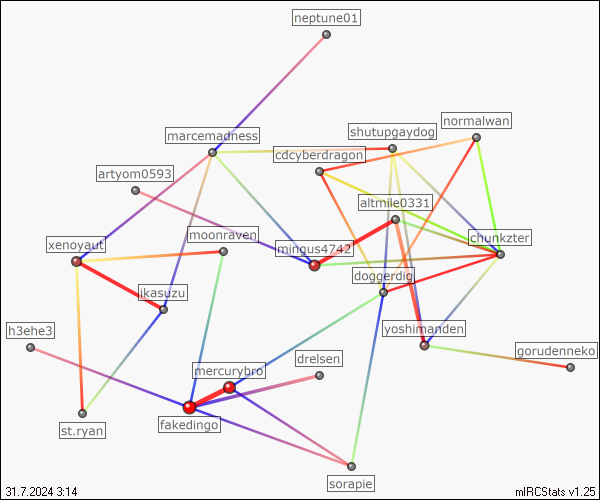 neptune01
normalwan
marcemadness
shutupgaydog
cdcyberdragon
artyom0593
altmile0331
moonraven
chunkzter
xenoyaut
mingus4742
doggerdig
jkasuzu
h3ehe3
yoshimanden
gorudenneko
drelsen
mercurybro
st.ryan
fakedingo
sorapie
31.7.2024 3:14
mIRCStats v1.25